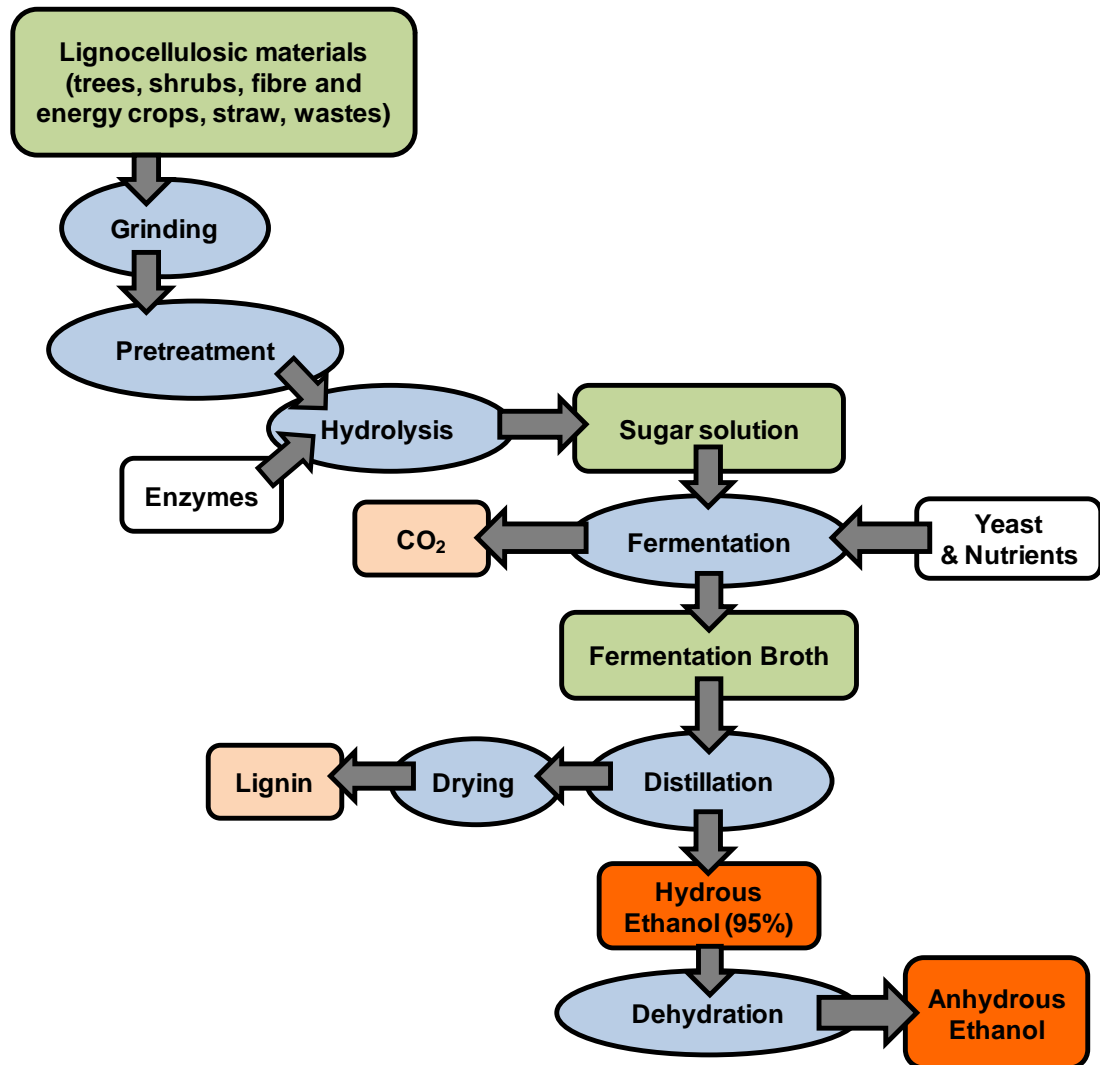 Lignocellulosic materials
(trees, shrubs, fibre and
energy crops, straw, wastes)
Grinding
Pretreatment
Hydrolysis
Sugar solution
Enzymes
CO₂
Fermentation
Yeast
& Nutrients
Fermentation Broth
Lignin
Drying
Distillation
Hydrous
Ethanol (95%)
Dehydration
Anhydrous
Ethanol